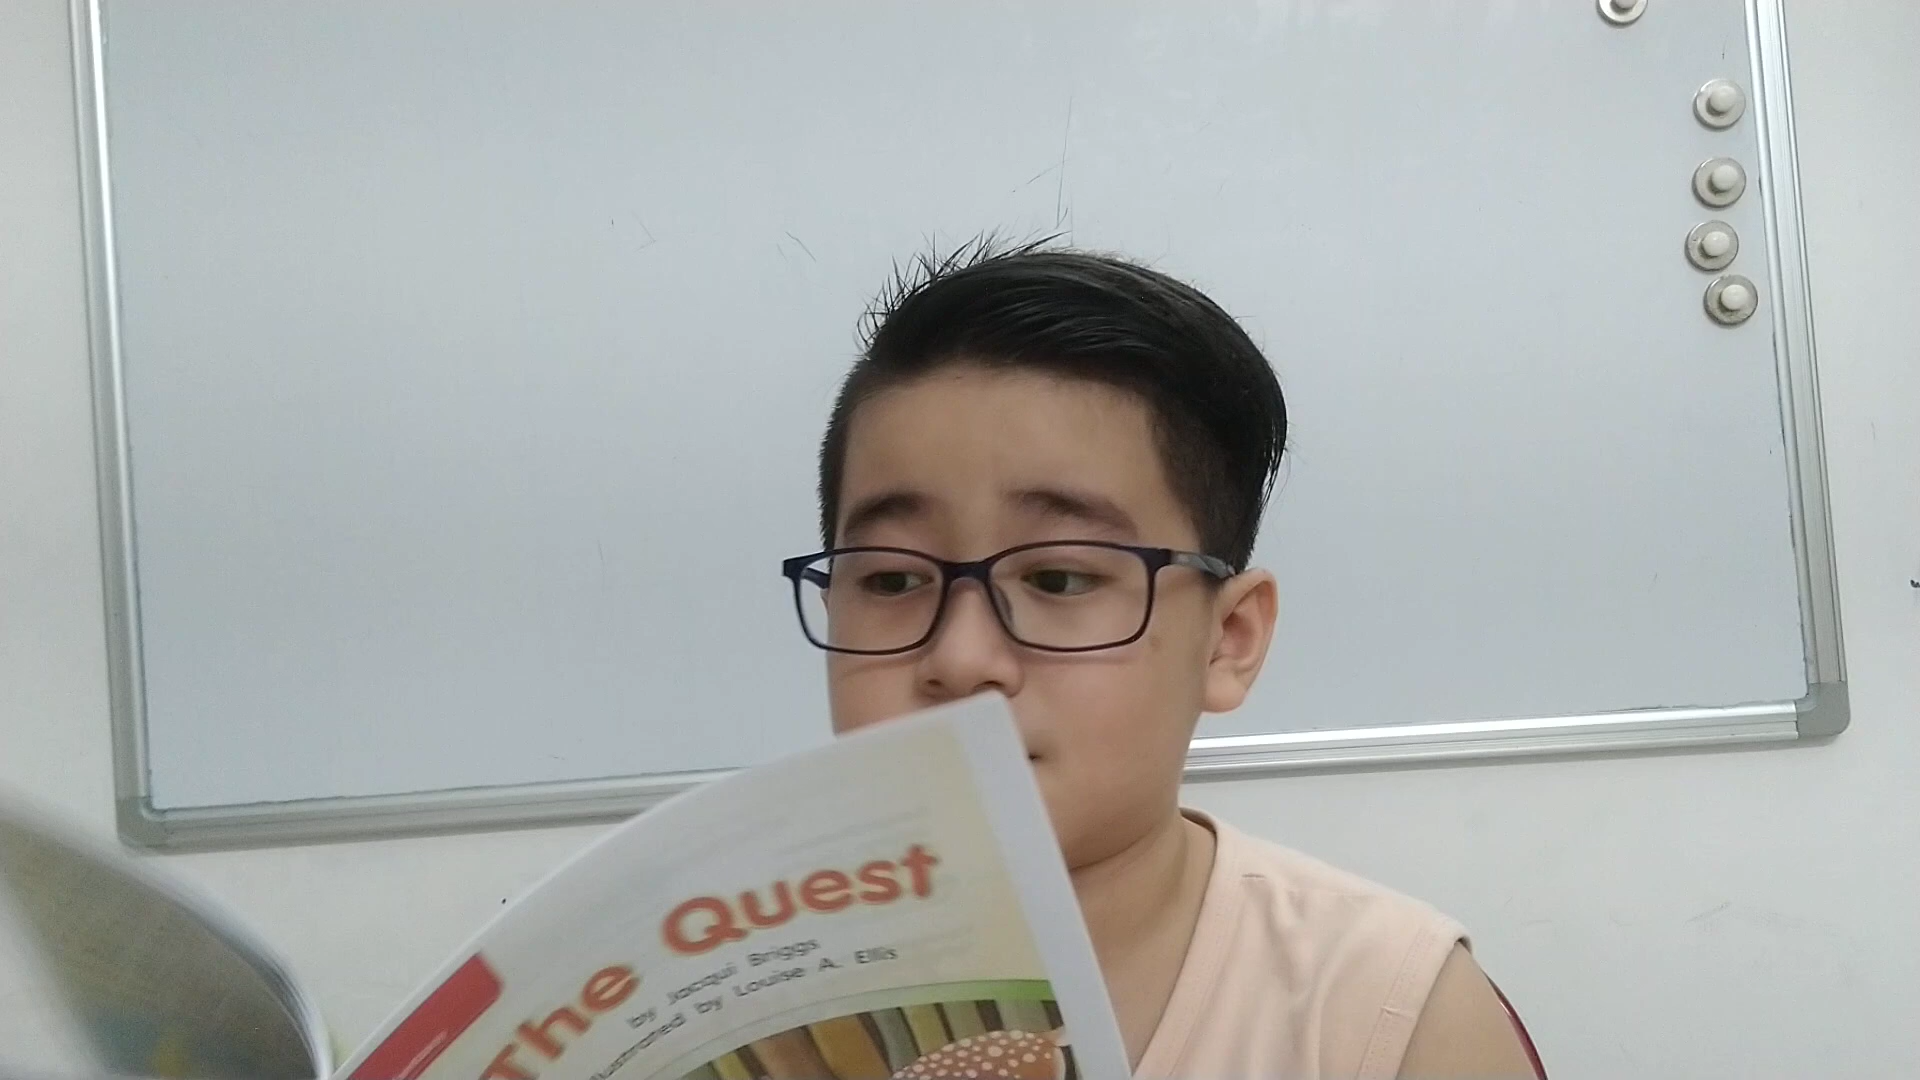 The Quest
by Jacqui Briggs
illustrated by Louise A. Ellis